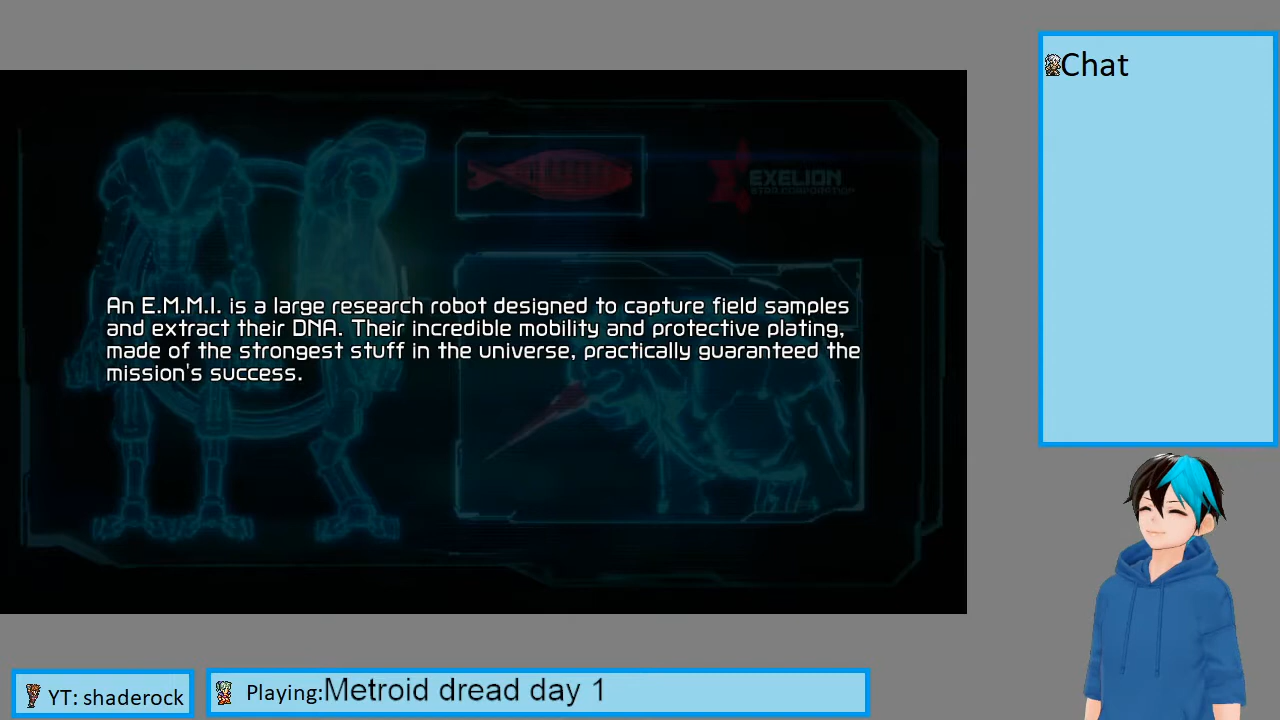 Chat
EXELION
STAR CORPORATION
An E.M.M.I. is a large research robot designed to capture field samples
and extract their DNA. Their incredible mobility and protective plating,
made of the strongest stuff in the universe, practically guaranteed the
mission's success.
YT: shaderock
Playing:Metroid dread day 1